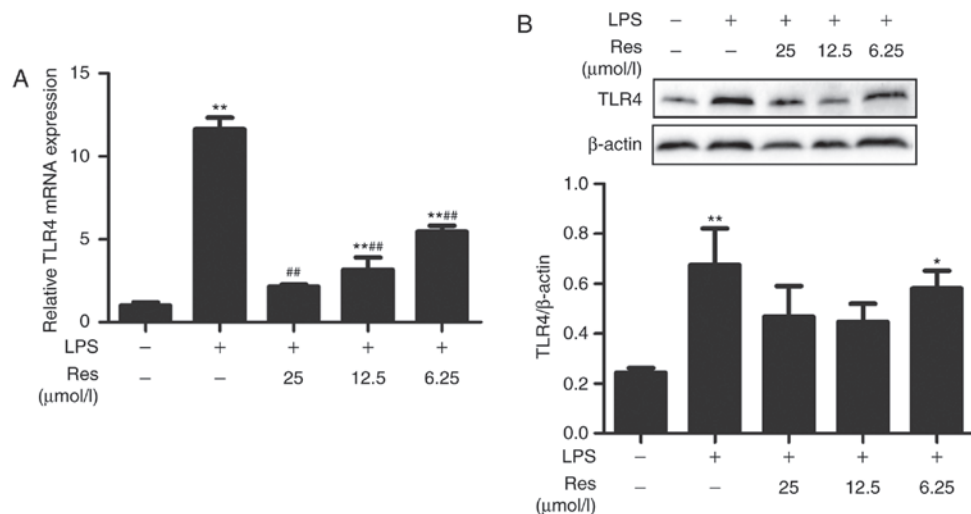 A
Relative TLR4 mRNA expression
15
10
5
0
**
##
**##
**##
LPS – + + + +
Res – – 25 12.5 6.25
(μmol/l)
B
LPS – + + + +
Res – – 25 12.5 6.25
(μmol/l)
TLR4
β-actin
TLR4/β-actin
1.0
0.8
0.6
0.4
0.2
0.0
**
*
LPS – + + + +
Res – – 25 12.5 6.25
(μmol/l)